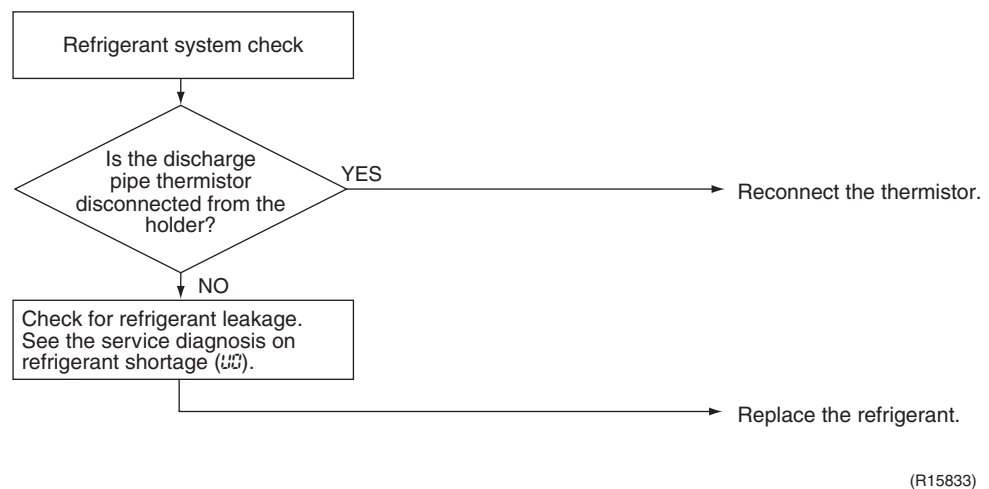 Refrigerant system check
Is the discharge
pipe thermistor
disconnected from the
holder?
YES
Reconnect the thermistor.
NO
Check for refrigerant leakage.
See the service diagnosis on
refrigerant shortage (U0).
Replace the refrigerant.
(R15833)